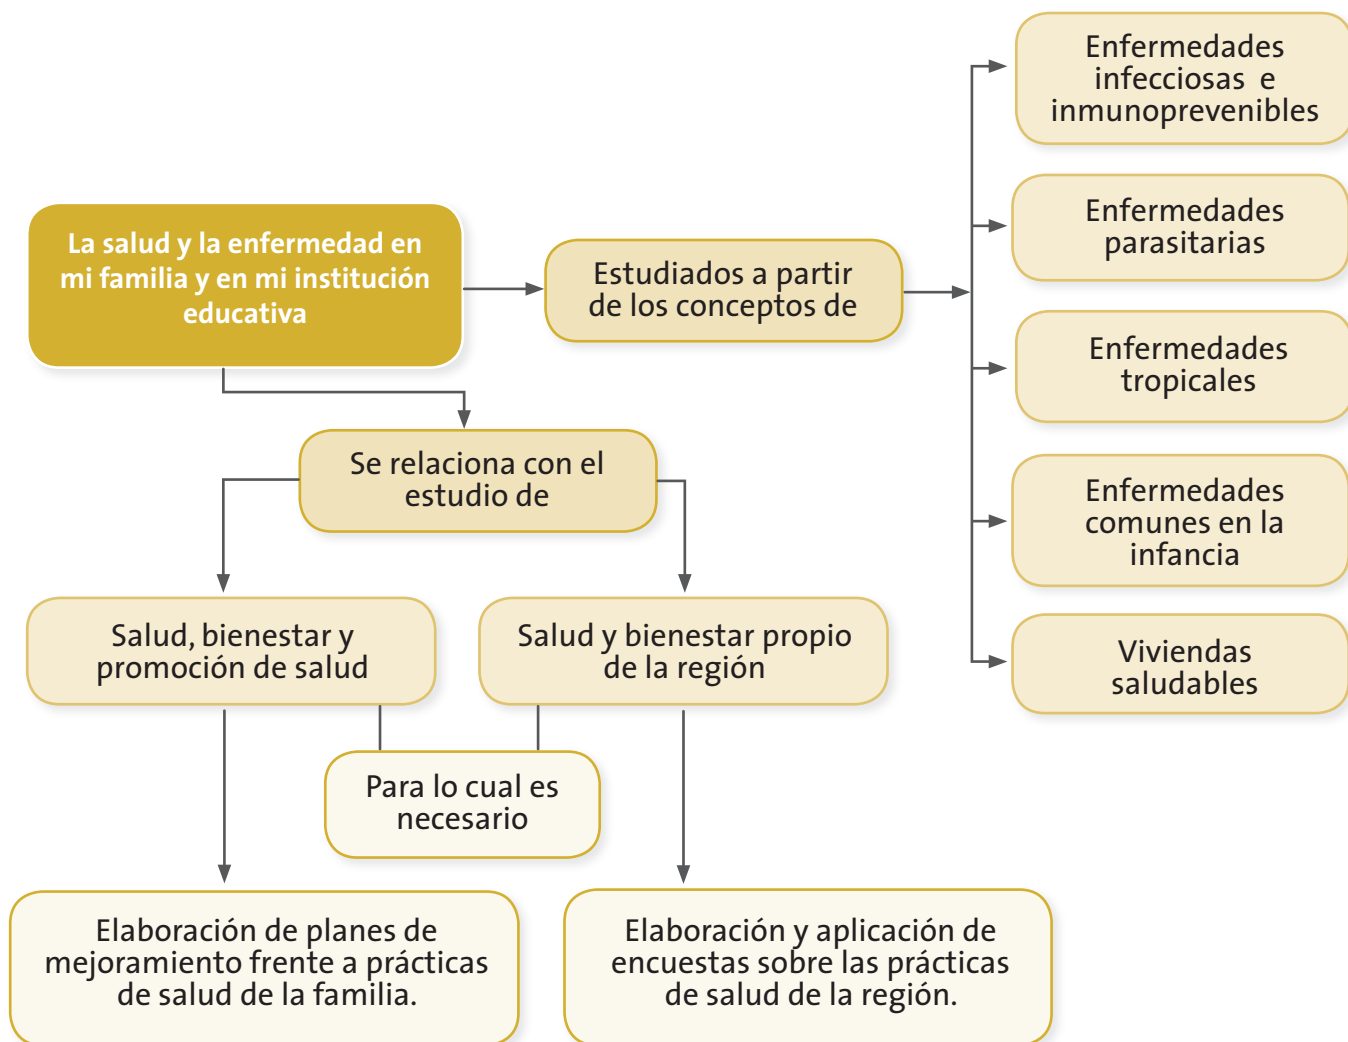 La salud y la enfermedad en
mi familia y en mi institución
educativa
Estudiados a partir
de los conceptos de
Enfermedades
infecciosas e
inmunoprevenibles
Enfermedades
parasitarias
Enfermedades
tropicales
Enfermedades
comunes en la
infancia
Viviendas
saludables
Se relaciona con el
estudio de
Salud, bienestar y
promoción de salud
Salud y bienestar propio
de la región
Para lo cual es
necesario
Elaboración de planes de
mejoramiento frente a prácticas
de salud de la familia.
Elaboración y aplicación de
encuestas sobre las prácticas
de salud de la región.